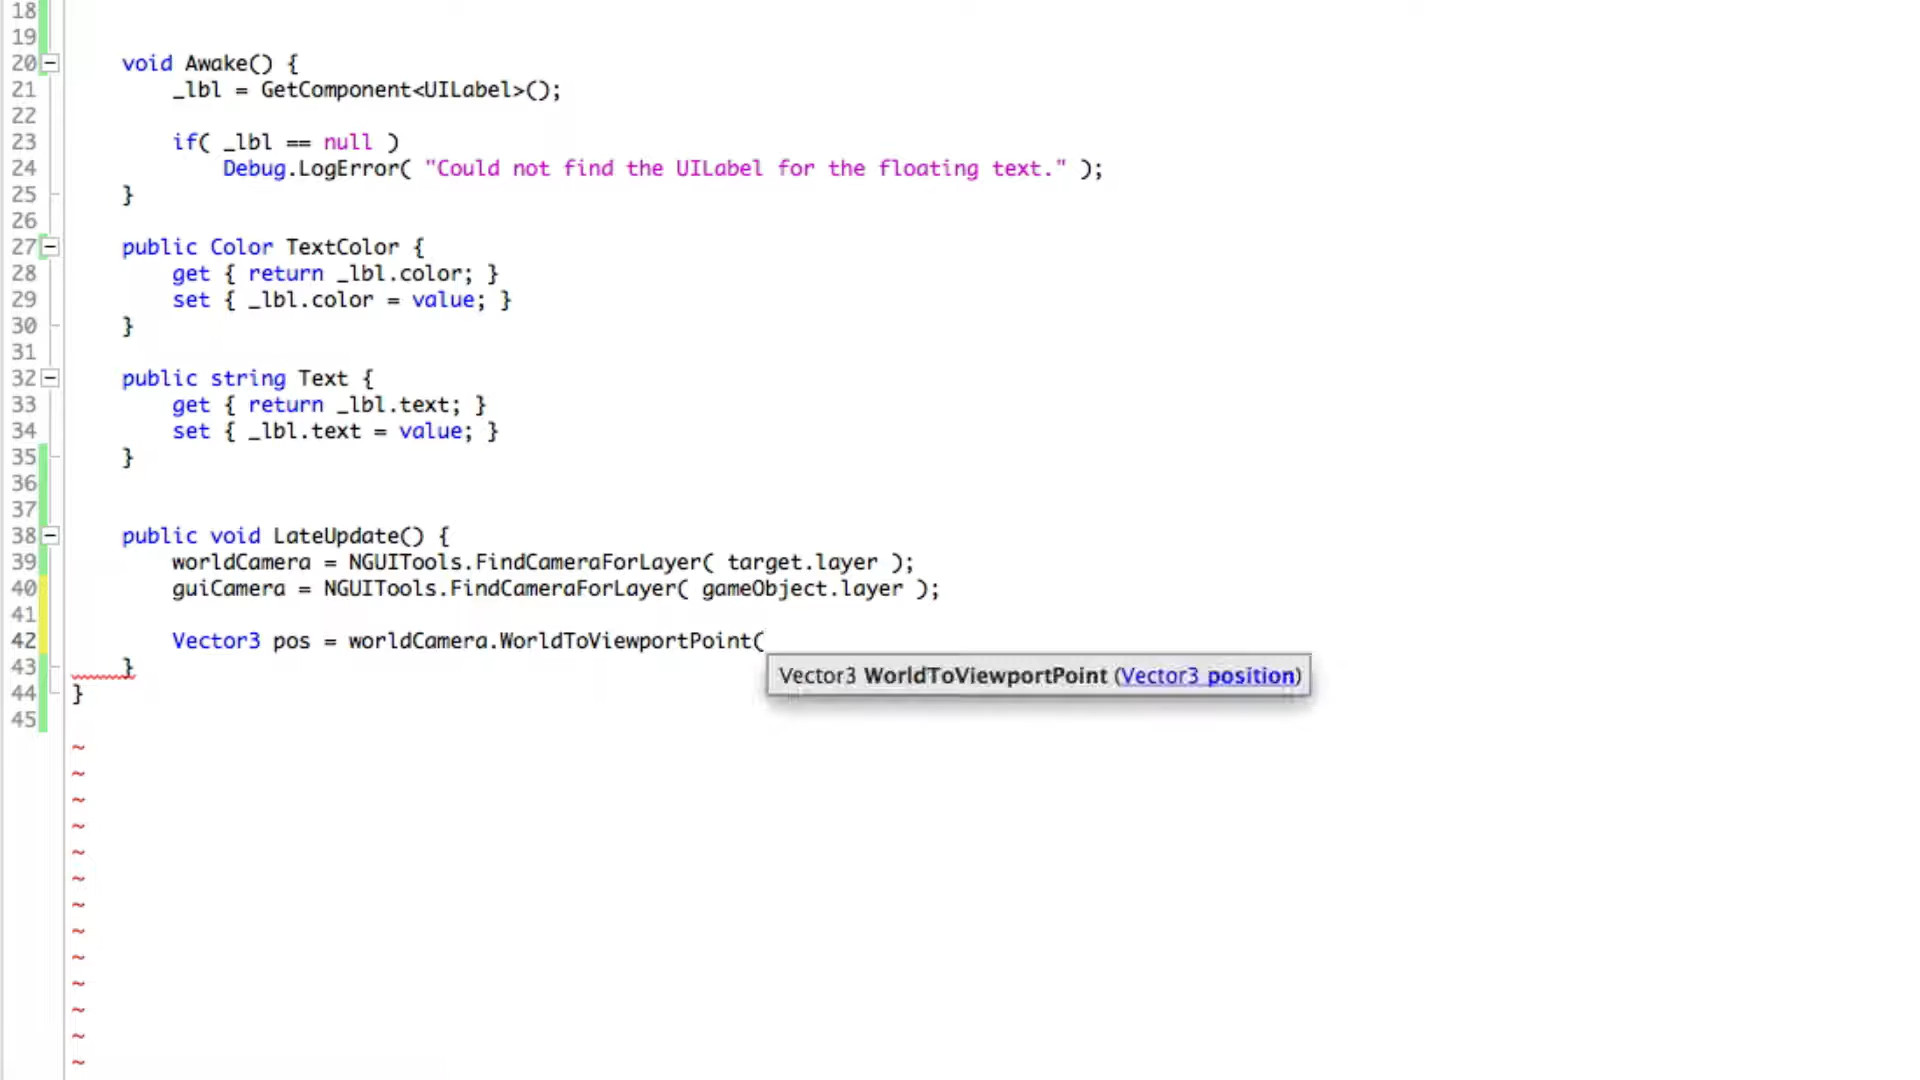 18
19
20 void Awake() {
21 _lbl = GetComponent<UILabel>();
22
23 if( _lbl == null )
24 Debug.LogError( "Could not find the UILabel for the floating text." );
25 }
26
27 public Color TextColor {
28 get { return _lbl.color; }
29 set { _lbl.color = value; }
30 }
31
32 public string Text {
33 get { return _lbl.text; }
34 set { _lbl.text = value; }
35 }
36
37
38 public void LateUpdate() {
39 worldCamera = NGUITools.FindCameraForLayer( target.layer );
40 guiCamera = NGUITools.FindCameraForLayer( gameObject.layer );
41
42 Vector3 pos = worldCamera.WorldToViewportPoint(
Vector3 WorldToViewportPoint (Vector3 position)
43 }
44 }
45
~
~
~
~
~
~
~
~
~
~
~
~
~